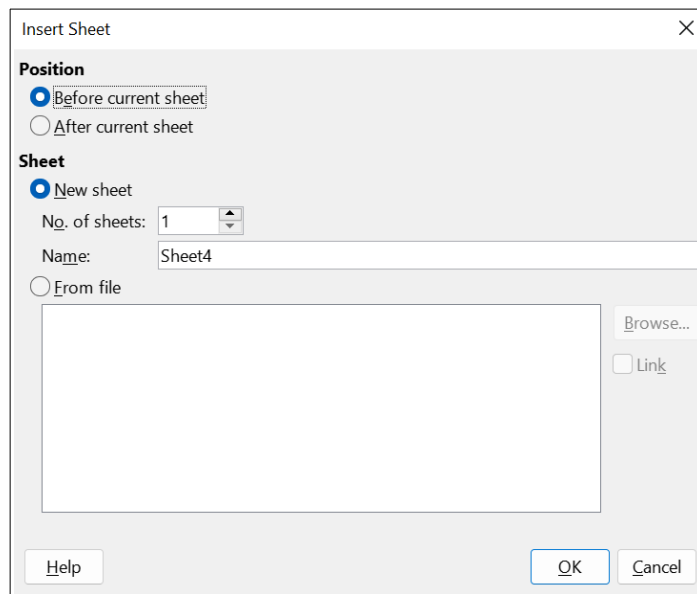 Insert Sheet
Position
Before current sheet
After current sheet
Sheet
New sheet
No. of sheets: 1
Name: Sheet4
From file
Browse...
Link
Help OK Cancel